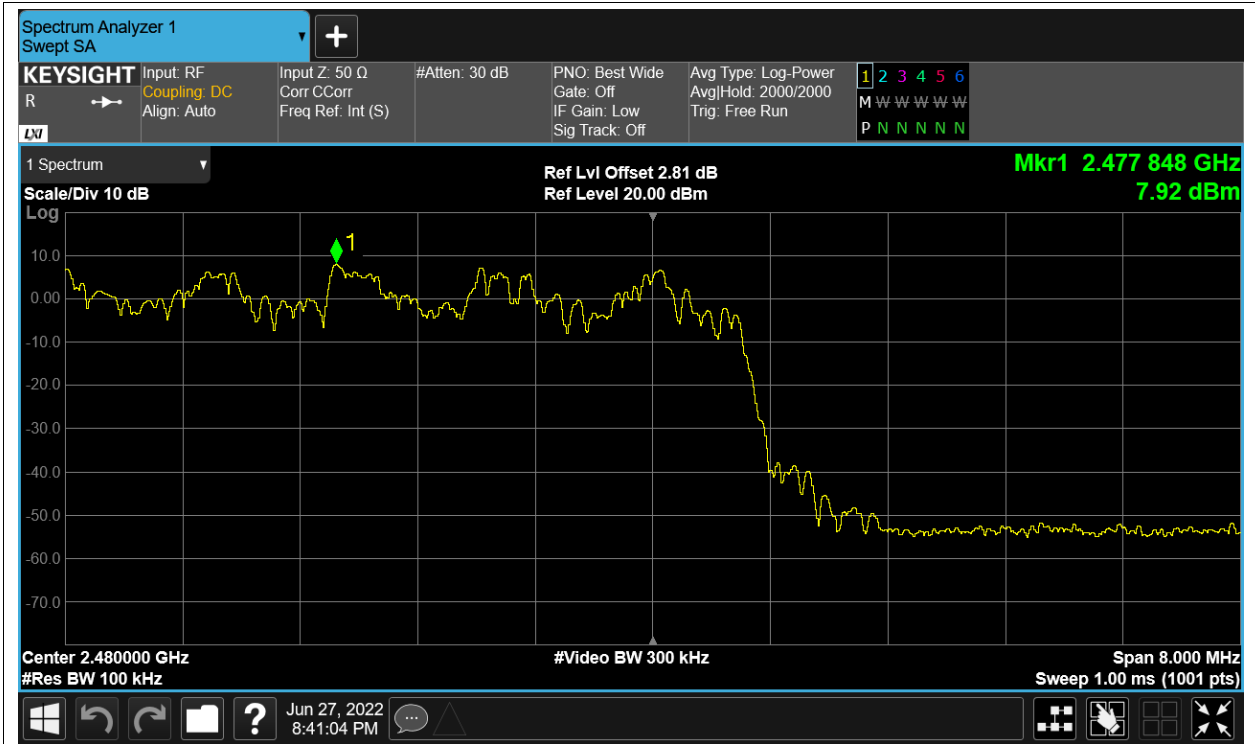 Spectrum Analyzer 1
Swept SA
KEYSIGHT
R
LXI
Input: RF
Coupling: DC
Align: Auto
Input Z: 50 Ω
Corr CCorr
Freq Ref: Int (S)
#Atten: 30 dB
PNO: Best Wide
Gate: Off
IF Gain: Low
Sig Track: Off
Avg Type: Log-Power
Avg|Hold: 2000/2000
Trig: Free Run
1 2 3 4 5 6
M W W W W W
P N N N N N
1 Spectrum
Scale/Div 10 dB
Log
Ref Lvl Offset 2.81 dB
Ref Level 20.00 dBm
Mkr1 2.477 848 GHz
7.92 dBm
1
10.0
0.00
-10.0
-20.0
-30.0
-40.0
-50.0
-60.0
-70.0
Center 2.480000 GHz
#Res BW 100 kHz
#Video BW 300 kHz
Span 8.000 MHz
Sweep 1.00 ms (1001 pts)
?
Jun 27, 2022
8:41:04 PM